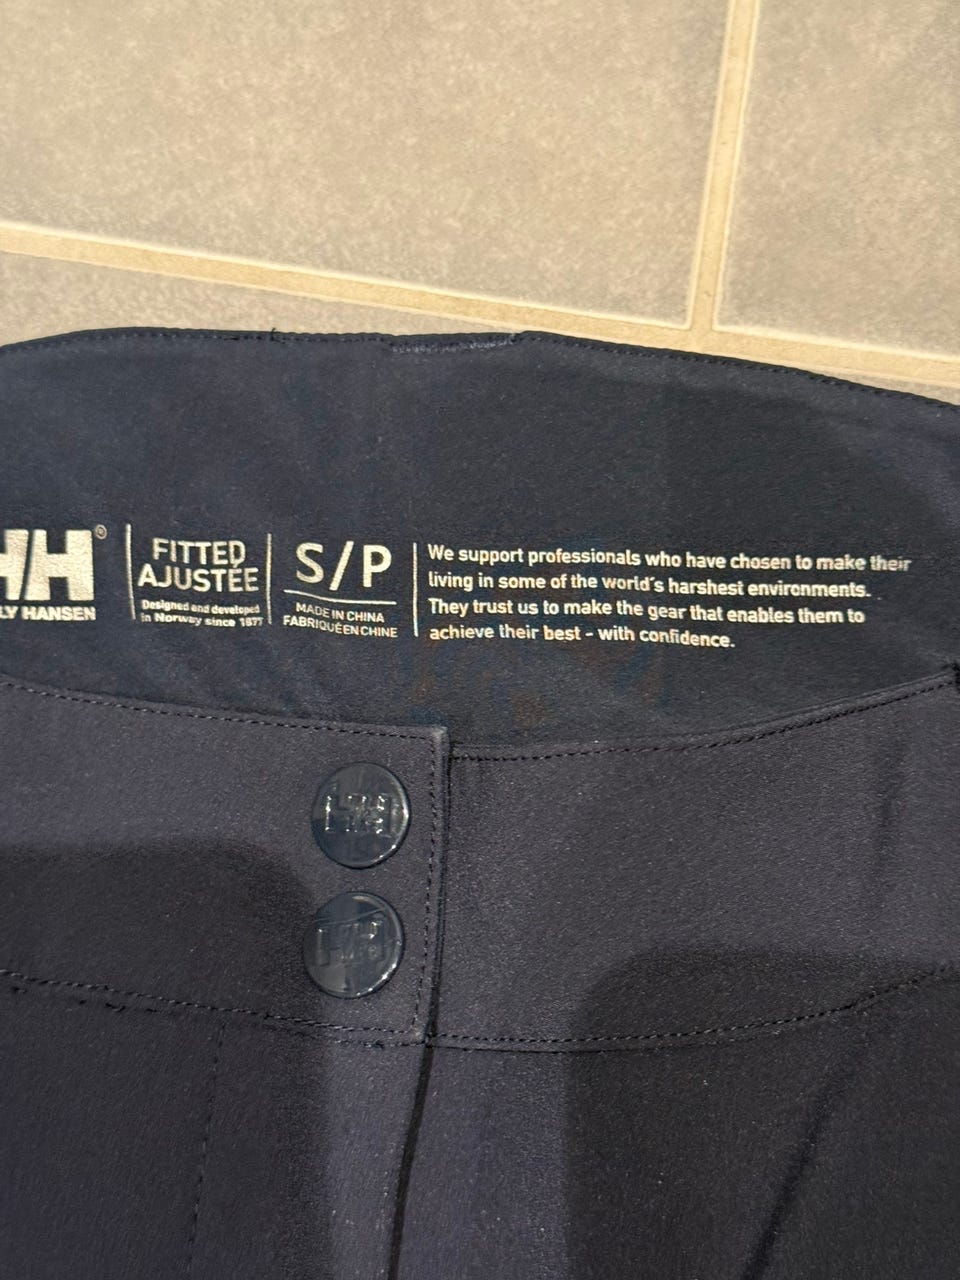 H/H®
LY HANSEN
FITTED
AJUSTÉE
Designed and developed
in Norway since 1877
S/P
MADE IN CHINA
FABRIQUÉ EN CHINE
We support professionals who have chosen to make their
living in some of the world's harshest environments.
They trust us to make the gear that enables them to
achieve their best - with confidence.
H/H
H/H